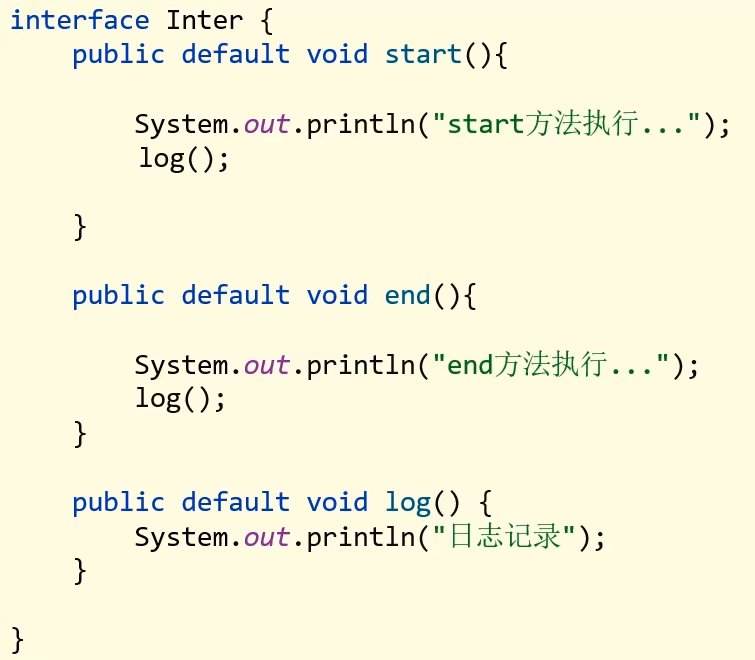 interface Inter {
    public default void start(){
        System.out.println("start方法执行...");
        log();
    }
    public default void end(){
        System.out.println("end方法执行...");
        log();
    }
    public default void log() {
        System.out.println("日志记录");
    }
}